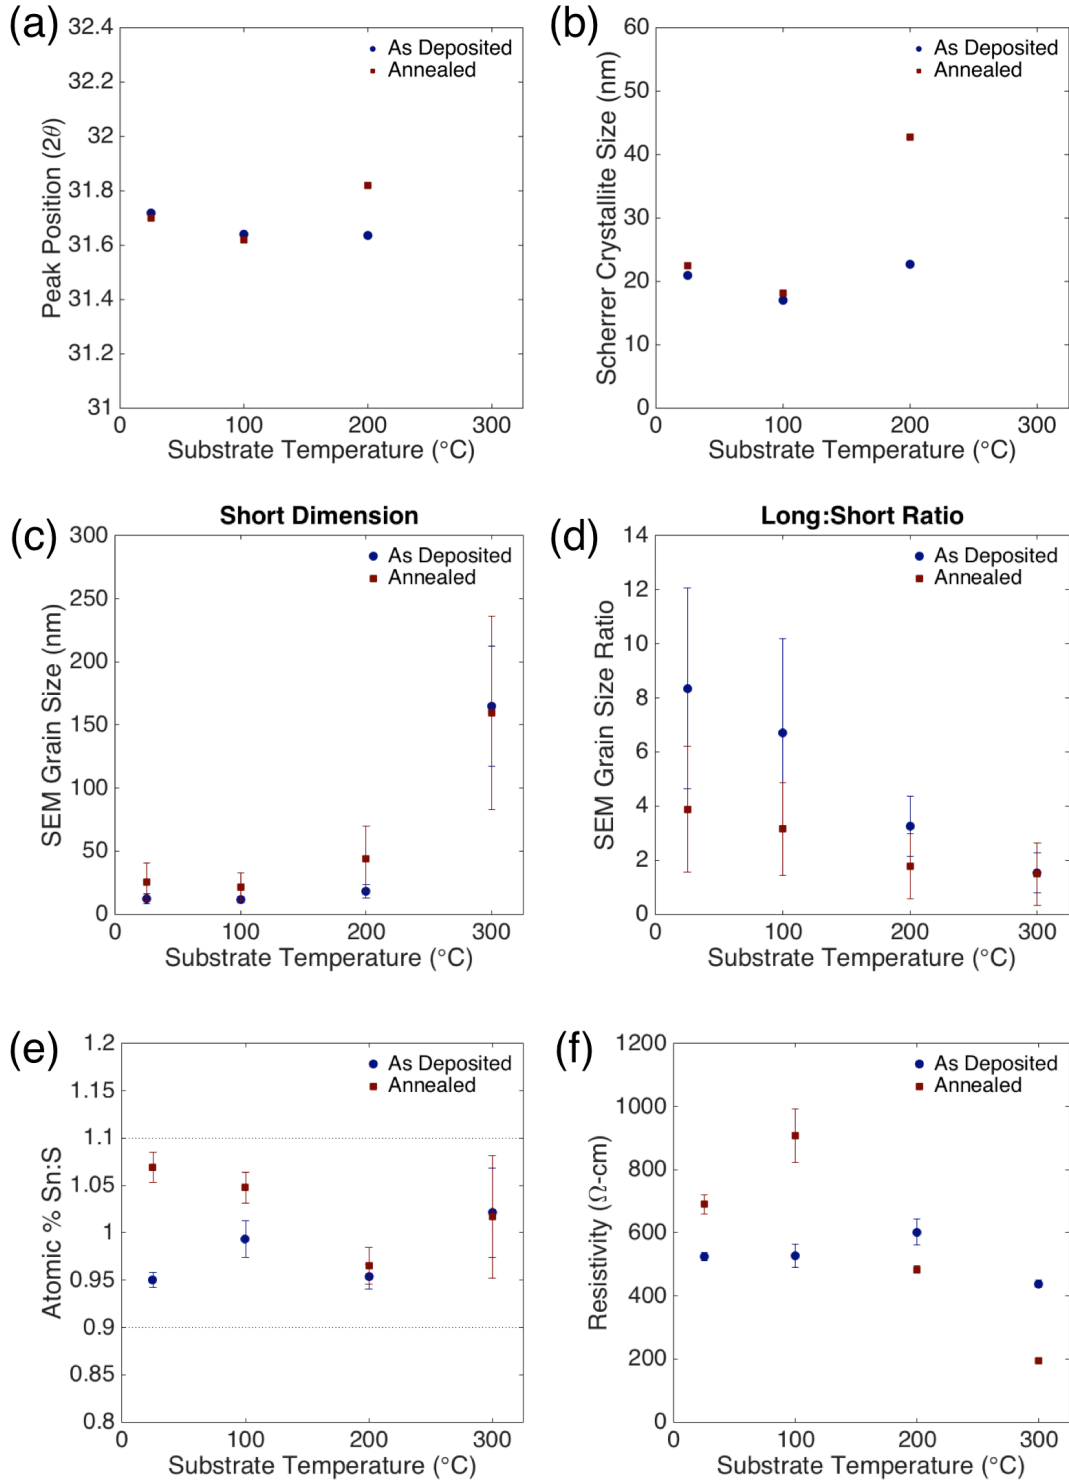 (a)
32.4
32.2
32
31.8
31.6
31.4
31.2
31
Peak Position (2θ)
As Deposited
Annealed
0 100 200 300
Substrate Temperature (°C)
(b)
60
50
40
30
20
10
0
Scherrer Crystallite Size (nm)
As Deposited
Annealed
0 100 200 300
Substrate Temperature (°C)
(c)
Short Dimension
300
250
200
150
100
50
0
SEM Grain Size (nm)
As Deposited
Annealed
0 100 200 300
Substrate Temperature (°C)
(d)
Long:Short Ratio
14
12
10
8
6
4
2
0
SEM Grain Size Ratio
As Deposited
Annealed
0 100 200 300
Substrate Temperature (°C)
(e)
1.2
1.15
1.1
1.05
1
0.95
0.9
0.85
0.8
Atomic % Sn:S
As Deposited
Annealed
0 100 200 300
Substrate Temperature (°C)
(f)
1200
1000
800
600
400
200
0
Resistivity (Ω-cm)
As Deposited
Annealed
0 100 200 300
Substrate Temperature (°C)